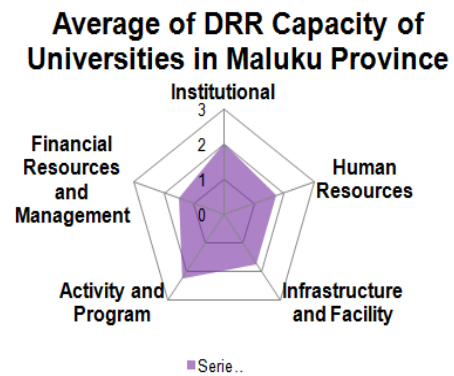 Average of DRR Capacity of
Universities in Maluku Province
Institutional
3
2
1
0
Human
Resources
Infrastructure
and Facility
Activity and
Program
Financial
Resources
and
Management
Serie..